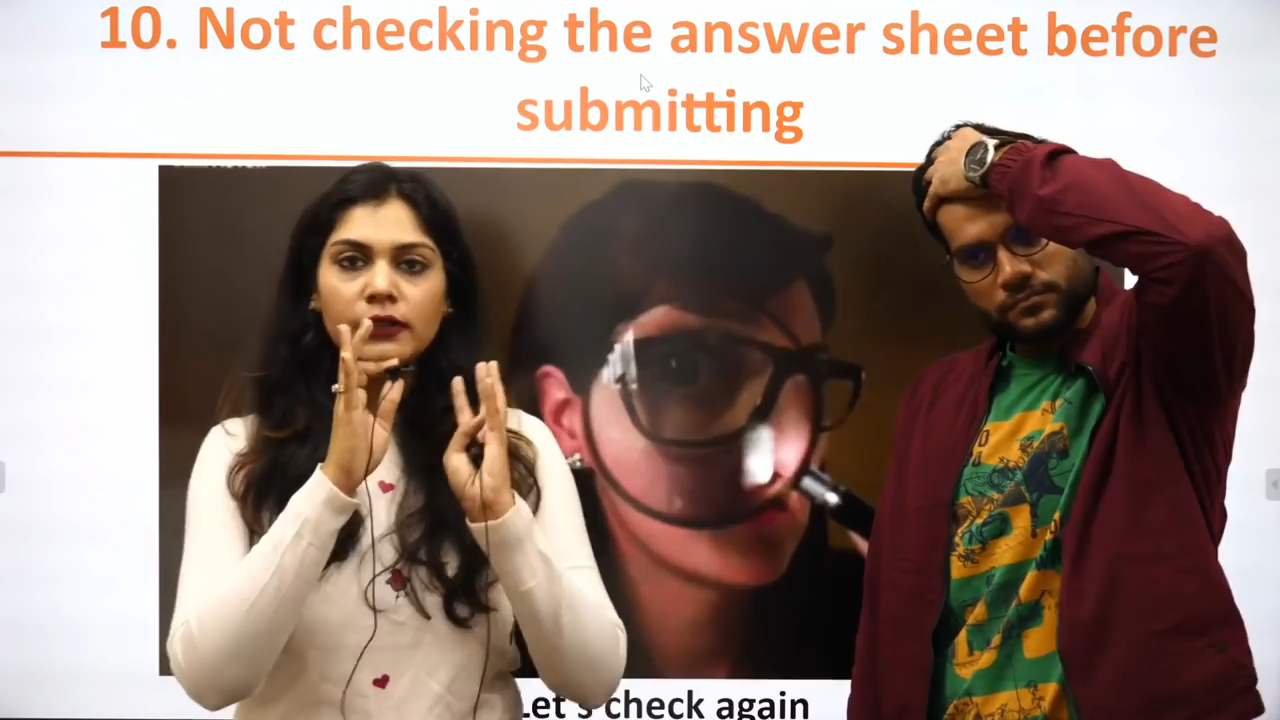 10. Not checking the answer sheet before
submitting
Let's check again